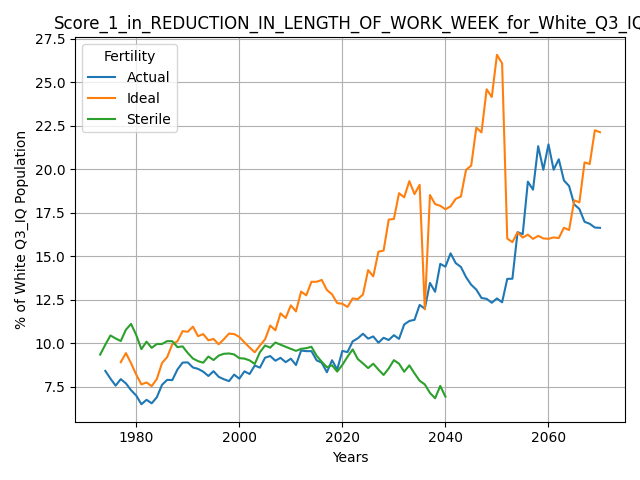 Score_1_in_REDUCTION_IN_LENGTH_OF_WORK_WEEK_for_White_Q3_IQ
27.5
25.0
22.5
20.0
17.5
15.0
12.5
10.0
7.5
% of White Q3_IQ Population
Fertility
Actual
Ideal
Sterile
1980
2000
2020
2040
2060
Years